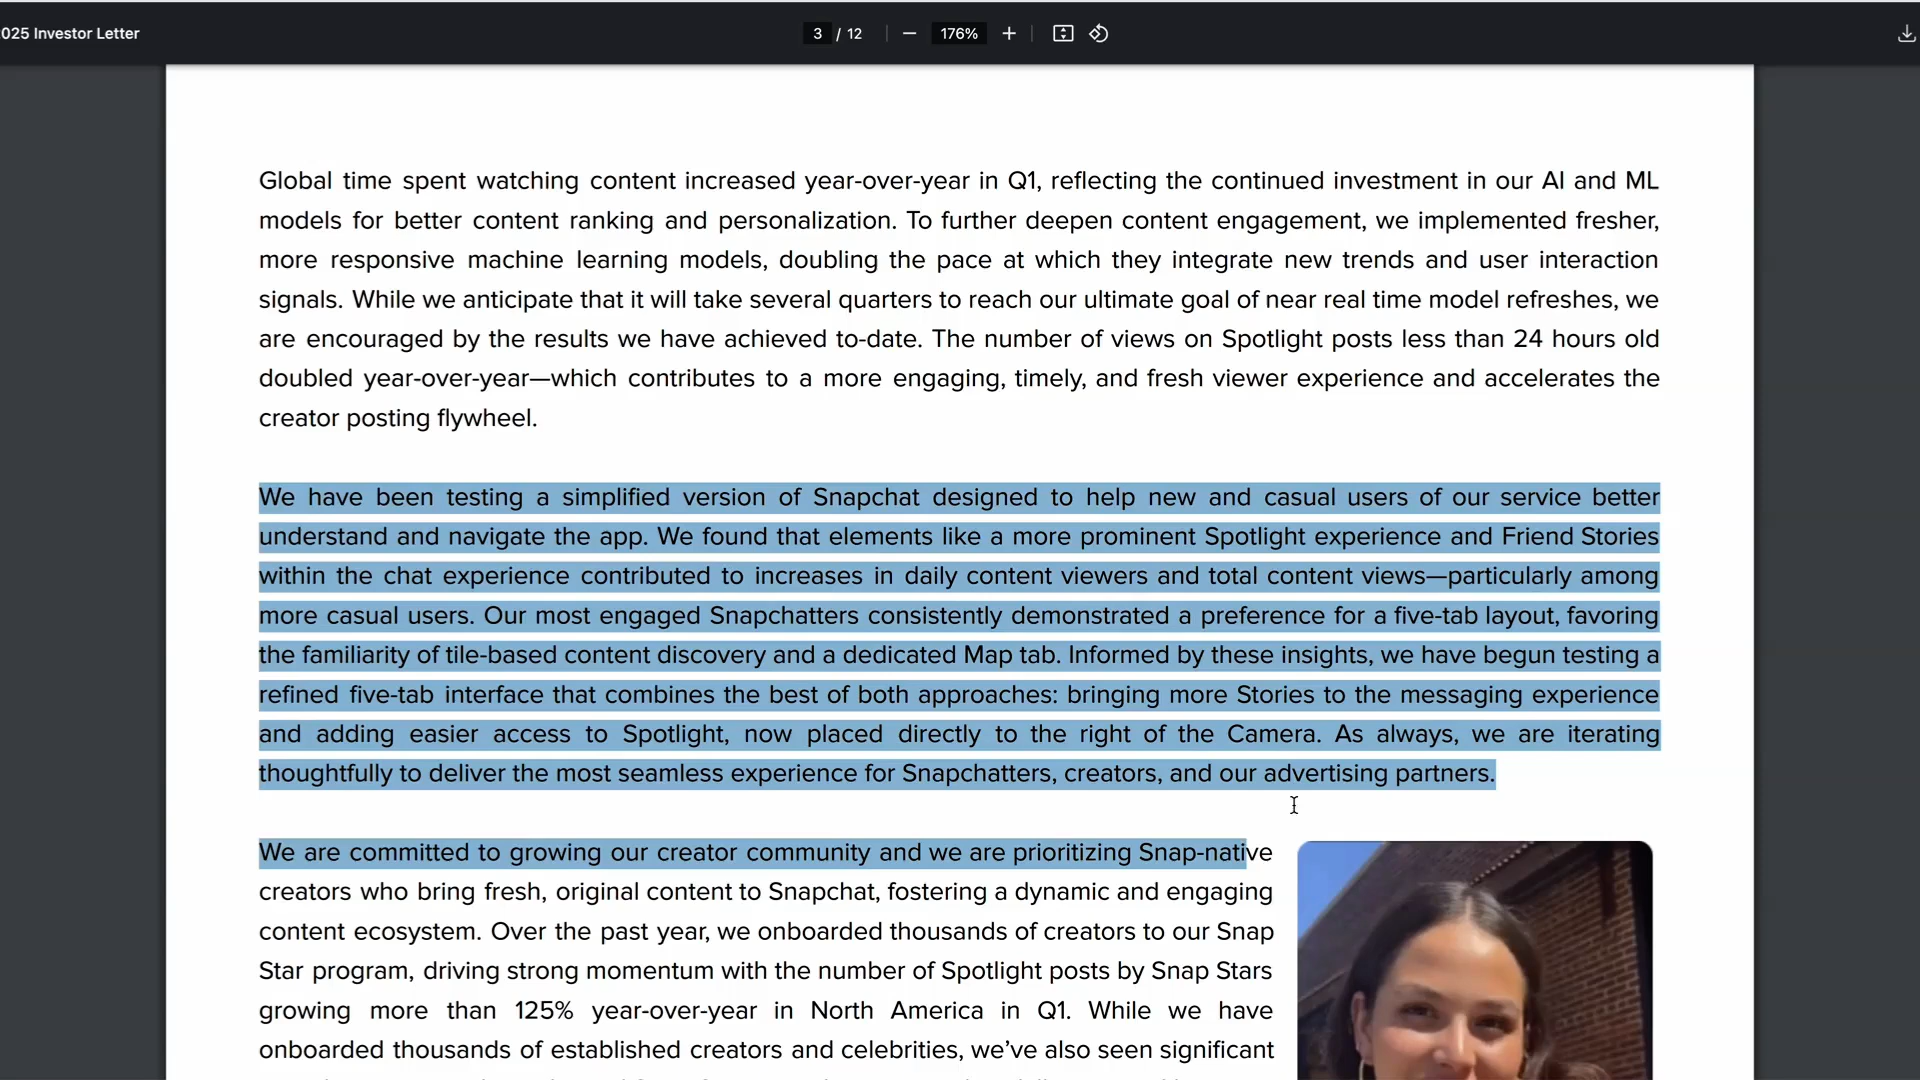 025 Investor Letter
3 / 12
176%
Global time spent watching content increased year-over-year in Q1, reflecting the continued investment in our AI and ML
models for better content ranking and personalization. To further deepen content engagement, we implemented fresher,
more responsive machine learning models, doubling the pace at which they integrate new trends and user interaction
signals. While we anticipate that it will take several quarters to reach our ultimate goal of near real time model refreshes, we
are encouraged by the results we have achieved to-date. The number of views on Spotlight posts less than 24 hours old
doubled year-over-year—which contributes to a more engaging, timely, and fresh viewer experience and accelerates the
creator posting flywheel.
We have been testing a simplified version of Snapchat designed to help new and casual users of our service better
understand and navigate the app. We found that elements like a more prominent Spotlight experience and Friend Stories
within the chat experience contributed to increases in daily content viewers and total content views—particularly among
more casual users. Our most engaged Snapchatters consistently demonstrated a preference for a five-tab layout, favoring
the familiarity of tile-based content discovery and a dedicated Map tab. Informed by these insights, we have begun testing a
refined five-tab interface that combines the best of both approaches: bringing more Stories to the messaging experience
and adding easier access to Spotlight, now placed directly to the right of the Camera. As always, we are iterating
thoughtfully to deliver the most seamless experience for Snapchatters, creators, and our advertising partners.
We are committed to growing our creator community and we are prioritizing Snap-native
creators who bring fresh, original content to Snapchat, fostering a dynamic and engaging
content ecosystem. Over the past year, we onboarded thousands of creators to our Snap
Star program, driving strong momentum with the number of Spotlight posts by Snap Stars
growing more than 125% year-over-year in North America in Q1. While we have
onboarded thousands of established creators and celebrities, we've also seen significant